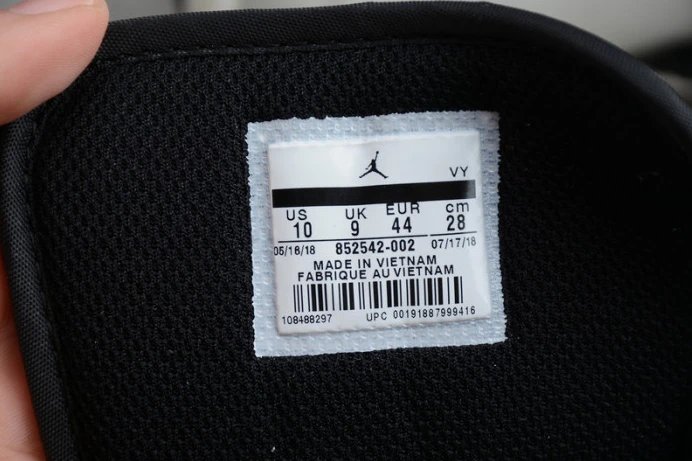 VY
US UK EUR cm
10 9 44 28
05/16/18 852542-002 07/17/18
MADE IN VIETNAM
FABRIQUE AU VIETNAM
108488297 UPC 00191887999416